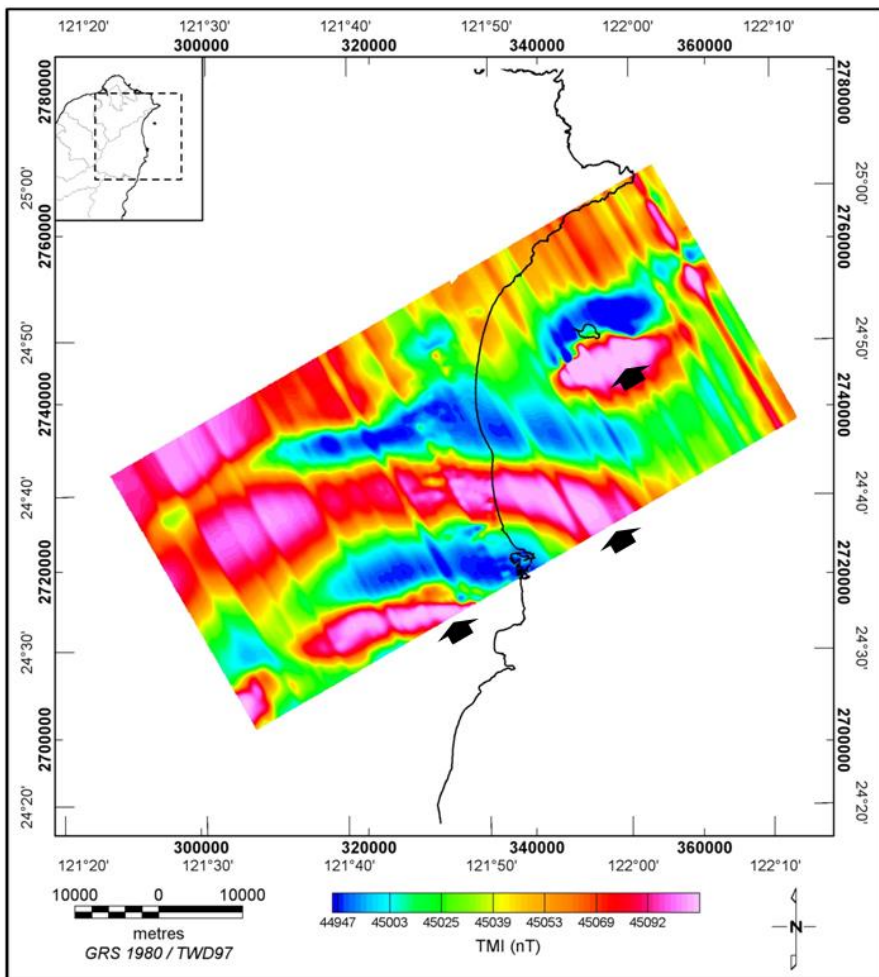 121°20' 121°30' 121°40' 121°50' 122°00' 122°10'
300000 320000 340000 360000
2780000 2780000
25°00' 25°00'
2760000 2760000
24°50' 24°50'
2740000 2740000
24°40' 24°40'
2720000 2720000
24°30' 24°30'
2700000 2700000
24°20' 24°20'
300000 320000 340000 360000
121°20' 121°30' 121°40' 121°50' 122°00' 122°10'
10000 0 10000
metres
GRS 1980 / TWD97
44947 45003 45025 45039 45053 45069 45092
TMI (nT)
N